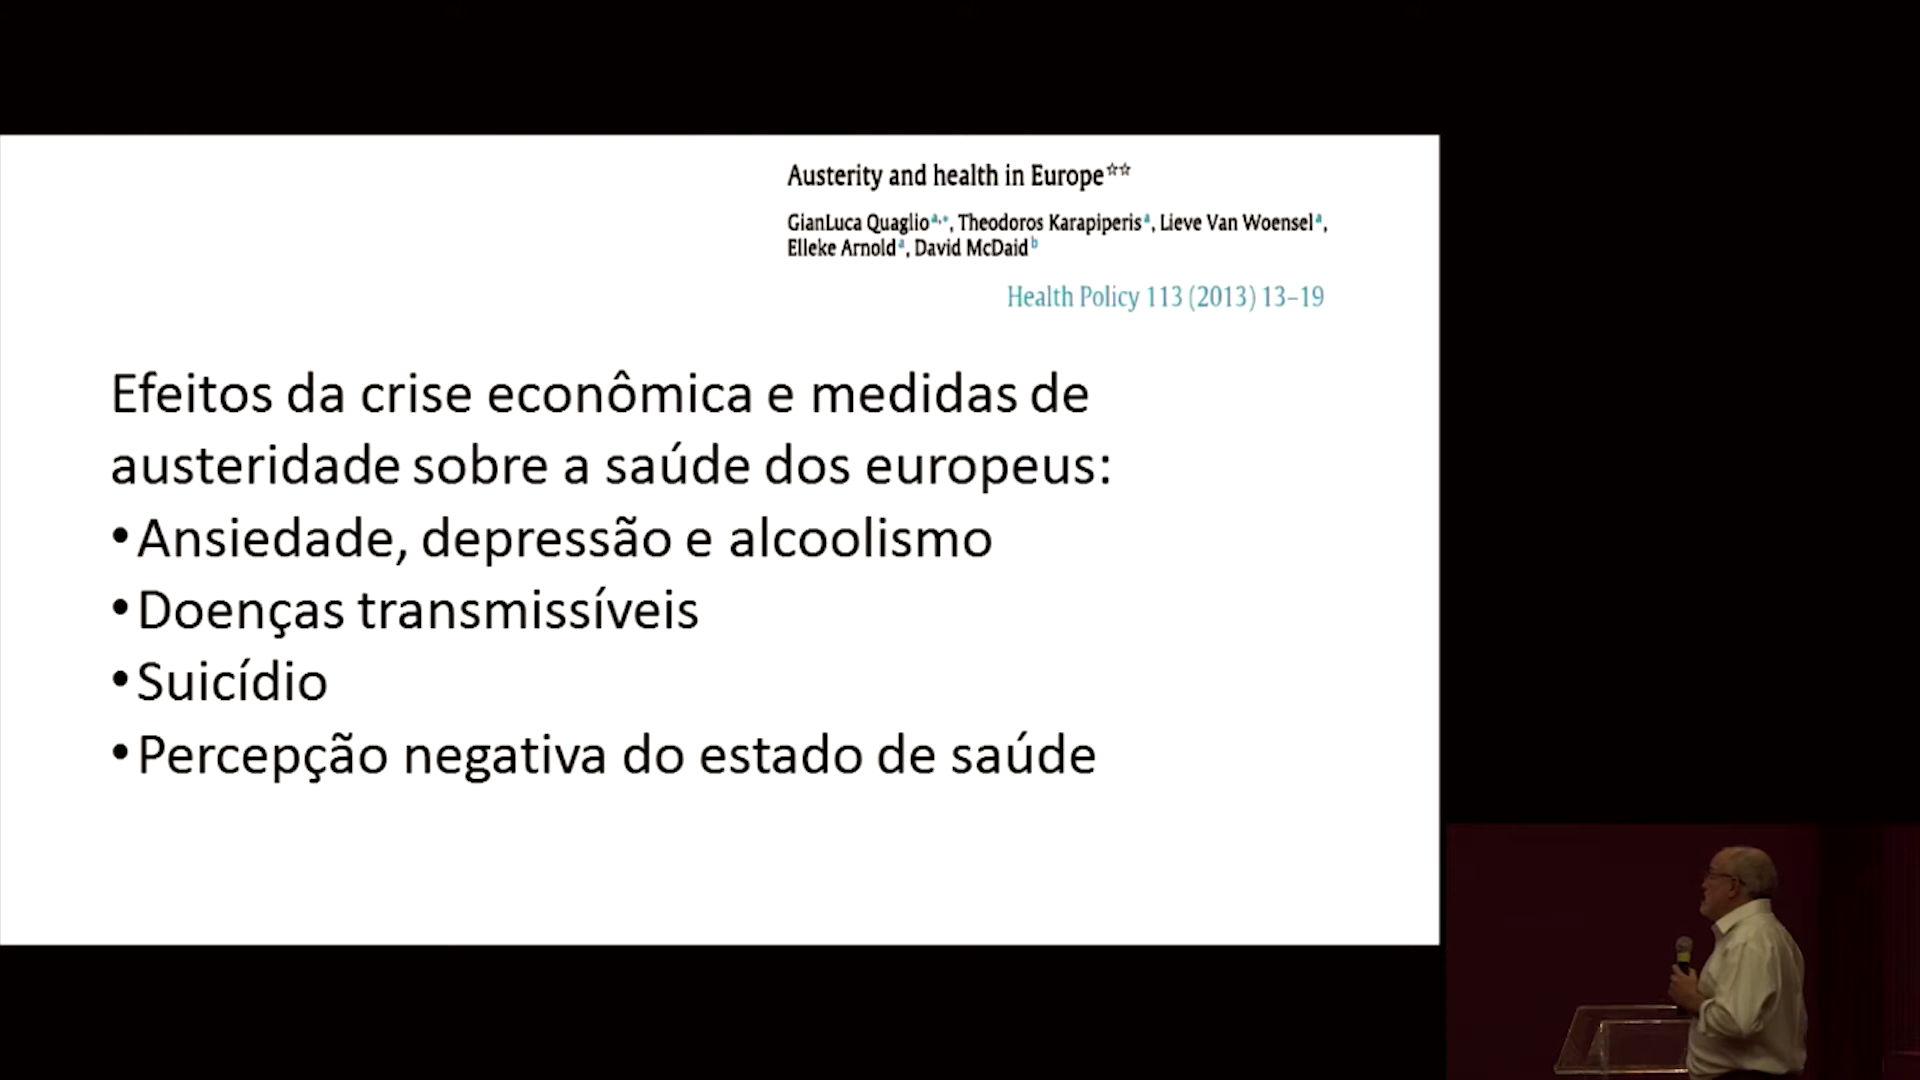 Austerity and health in Europe☆☆
GianLuca Quaglio a,*, Theodoros Karapiperis a, Lieve Van Woensel a,
Elleke Arnold a, David McDaid b
Health Policy 113 (2013) 13–19
Efeitos da crise econômica e medidas de
austeridade sobre a saúde dos europeus:
•Ansiedade, depressão e alcoolismo
•Doenças transmissíveis
•Suicídio
•Percepção negativa do estado de saúde